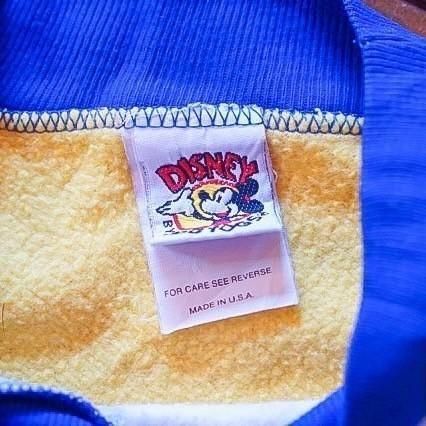 DISNEY
FOR CARE SEE REVERSE
MADE IN U.S.A.